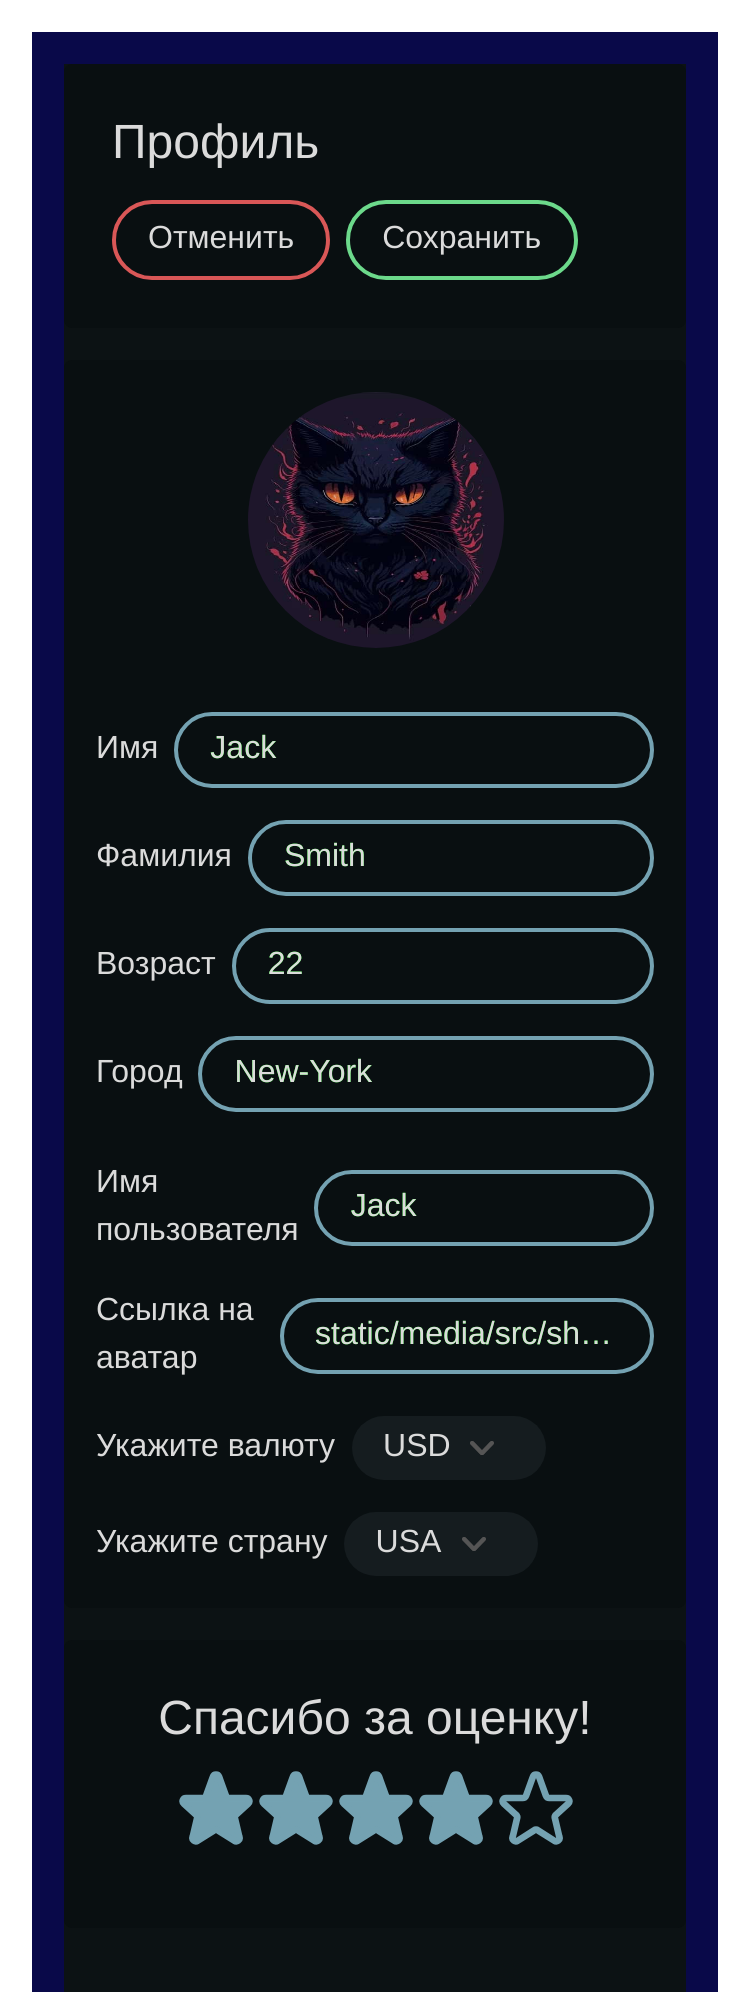 Профиль
Отменить Сохранить
Имя Jack
Фамилия Smith
Возраст 22
Город New-York
Имя
пользователя Jack
Ссылка на
аватар static/media/src/sh…
Укажите валюту USD
Укажите страну USA
Спасибо за оценку!